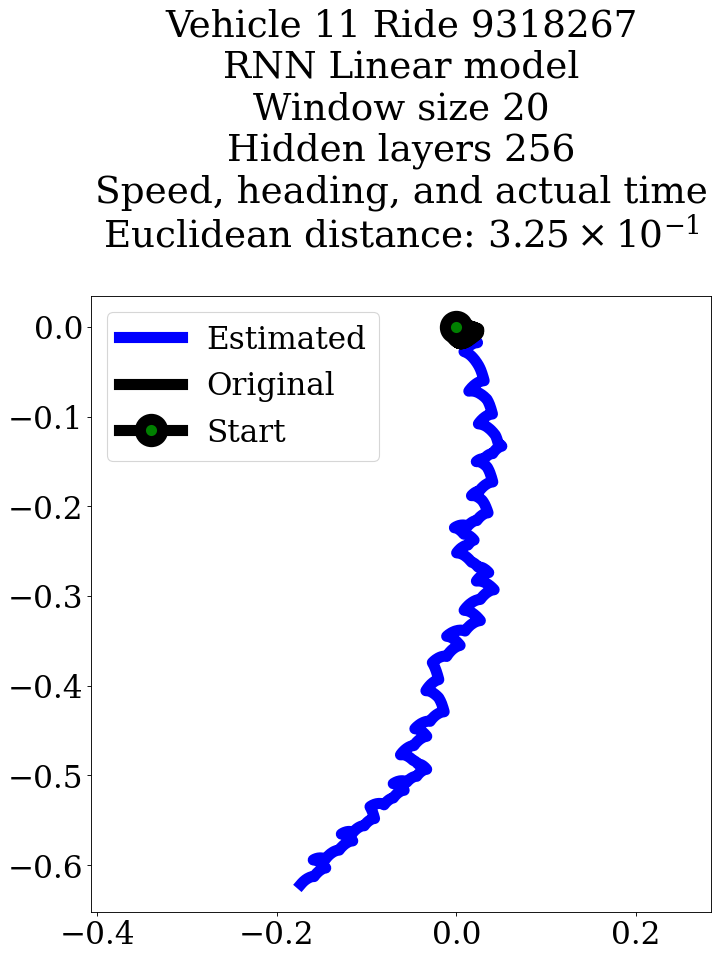 Vehicle 11 Ride 9318267
RNN Linear model
Window size 20
Hidden layers 256
Speed, heading, and actual time
Euclidean distance: 3.25 × 10⁻¹
Estimated
Original
Start
0.0
−0.1
−0.2
−0.3
−0.4
−0.5
−0.6
−0.4
−0.2
0.0
0.2